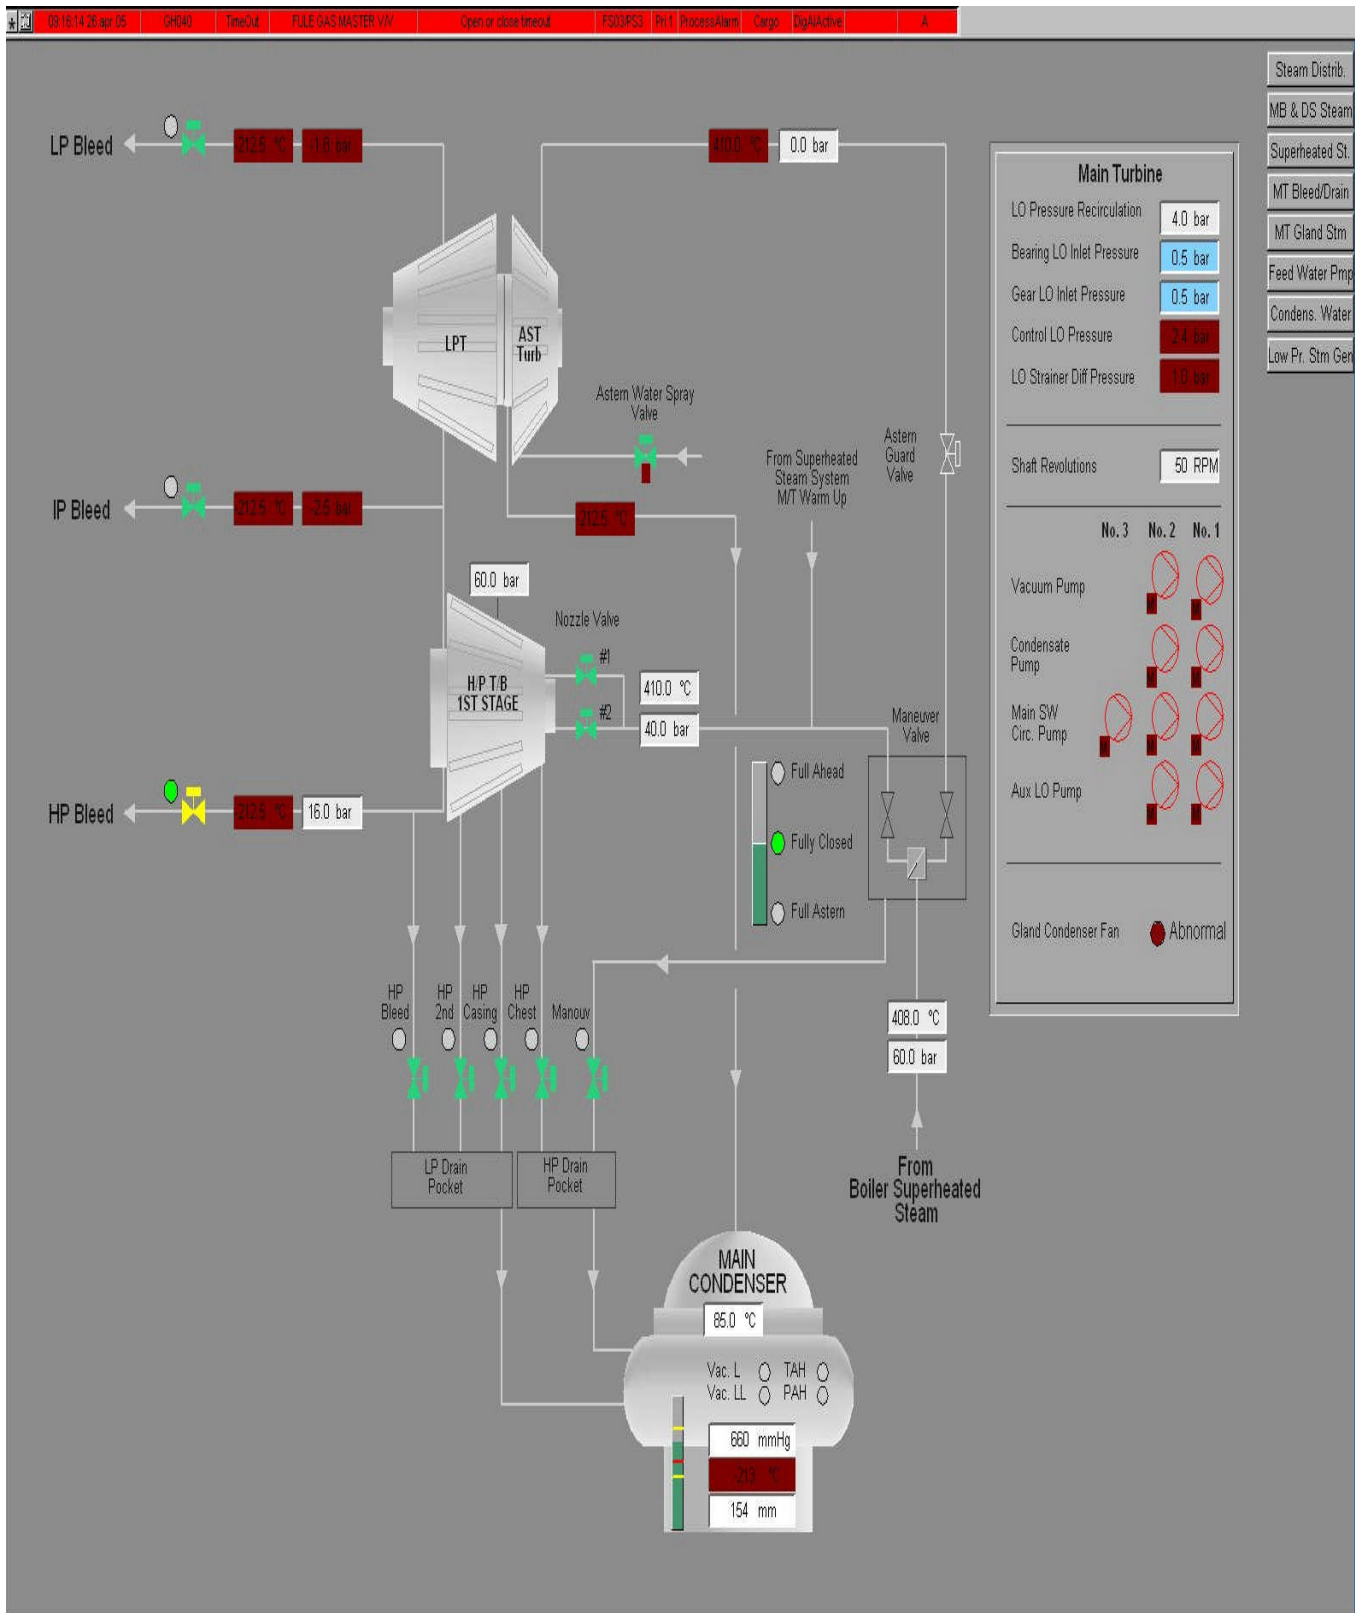 09:16:14 26.apr 05 GH040 TimeOut FULE GAS MASTER V/V Open or close timeout FS03/PS3 Pri 1 ProcessAlarm Cargo DigAlActive A
Steam Distrib.
MB & DS Steam
Superheated St.
MT Bleed/Drain
MT Gland Stm
Feed Water Pmp
Condens. Water
Low Pr. Stm Gen
LP Bleed -212.5 °C -1.6 bar
410.0 °C 0.0 bar
LPT
AST
Turb
Astern Water Spray
Valve
From Superheated
Steam System
M/T Warm Up
Astern
Guard
Valve
IP Bleed -212.5 °C -2.5 bar
-212.5 °C
60.0 bar
Nozzle Valve
#1
#2
H/P T/B
1ST STAGE
410.0 °C
40.0 bar
Maneuver
Valve
HP Bleed -212.5 °C 16.0 bar
Full Ahead
Fully Closed
Full Astern
HP
Bleed
HP
2nd
HP
Casing
HP
Chest
Manouv
LP Drain
Pocket
HP Drain
Pocket
408.0 °C
60.0 bar
From
Boiler Superheated
Steam
MAIN
CONDENSER
85.0 °C
Vac. L TAH
Vac. LL PAH
660 mmHg
-213 °C
154 mm
Main Turbine
LO Pressure Recirculation 4.0 bar
Bearing LO Inlet Pressure 0.5 bar
Gear LO Inlet Pressure 0.5 bar
Control LO Pressure bar
LO Strainer Diff Pressure bar
Shaft Revolutions 50 RPM
No. 3 No. 2 No. 1
Vacuum Pump
M M
Condensate
Pump
M M
Main SW
Circ. Pump
M M M
Aux LO Pump
M M
Gland Condenser Fan Abnormal